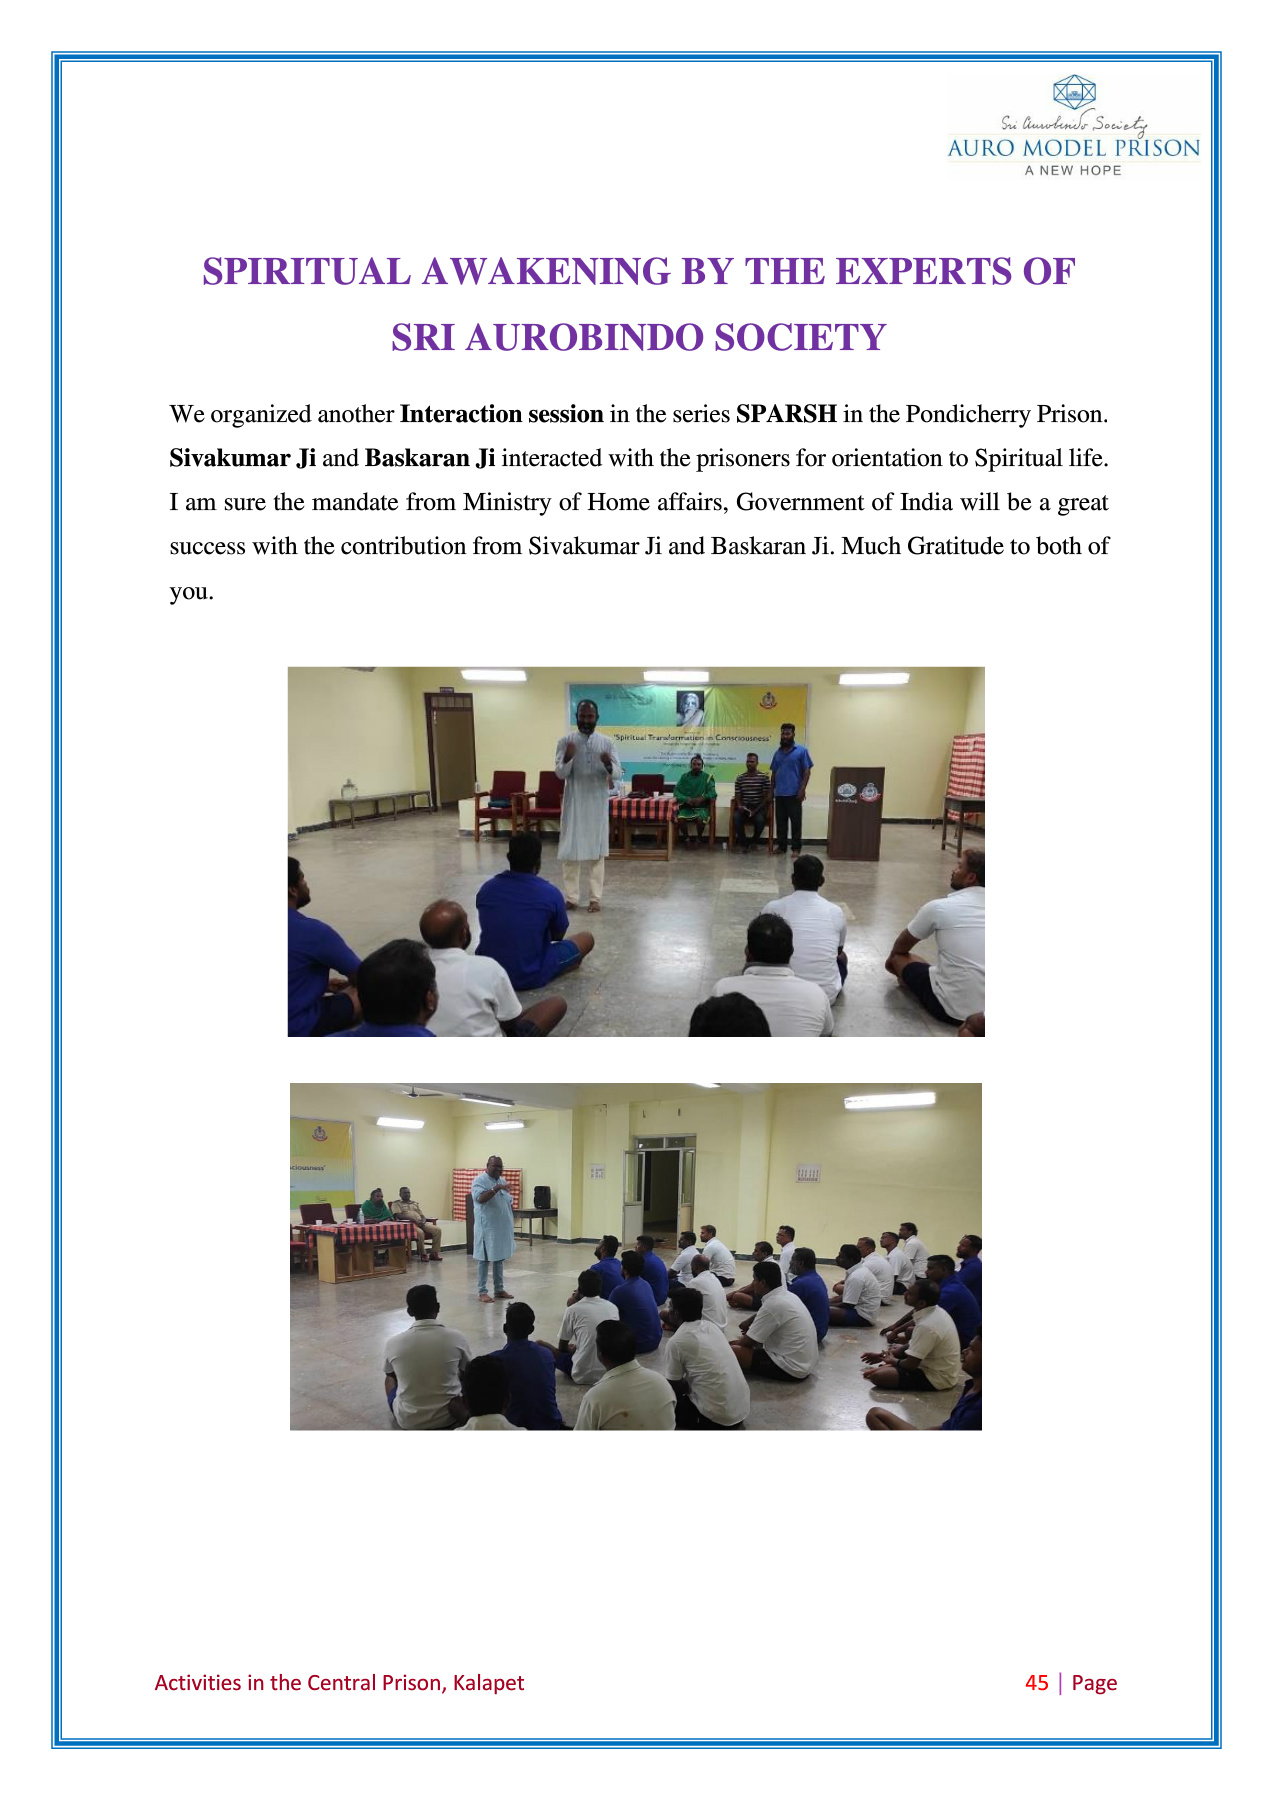 Sri Aurobindo Society
AURO MODEL PRISON
A NEW HOPE
SPIRITUAL AWAKENING BY THE EXPERTS OF
SRI AUROBINDO SOCIETY
We organized another Interaction session in the series SPARSH in the Pondicherry Prison.
Sivakumar Ji and Baskaran Ji interacted with the prisoners for orientation to Spiritual life.
I am sure the mandate from Ministry of Home affairs, Government of India will be a great
success with the contribution from Sivakumar Ji and Baskaran Ji. Much Gratitude to both of
you.
'Spiritual Transformation in Consciousness'
sciousness'
Activities in the Central Prison, Kalapet
45 | Page